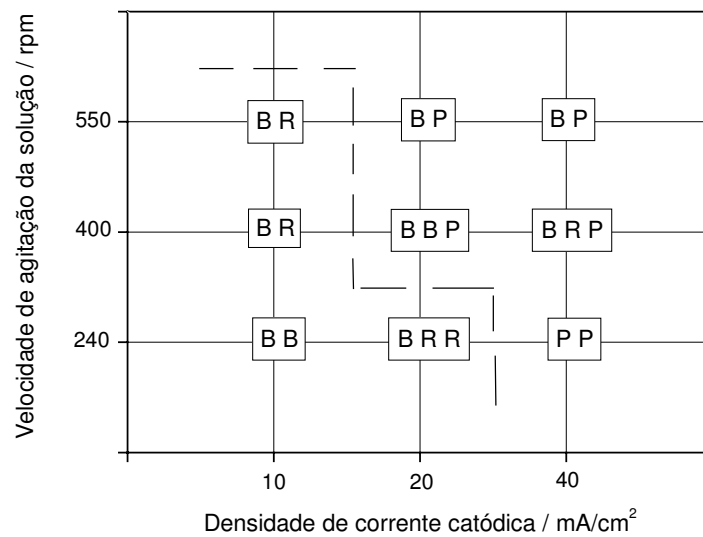 Velocidade de agitação da solução / rpm
550
B R
B P
B P
400
B R
B B P
B R P
240
B B
B R R
P P
10
20
40
Densidade de corrente catódica / mA/cm²